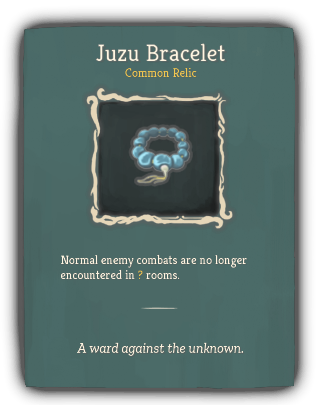 Juzu Bracelet
Common Relic
Normal enemy combats are no longer
encountered in ? rooms.
A ward against the unknown.